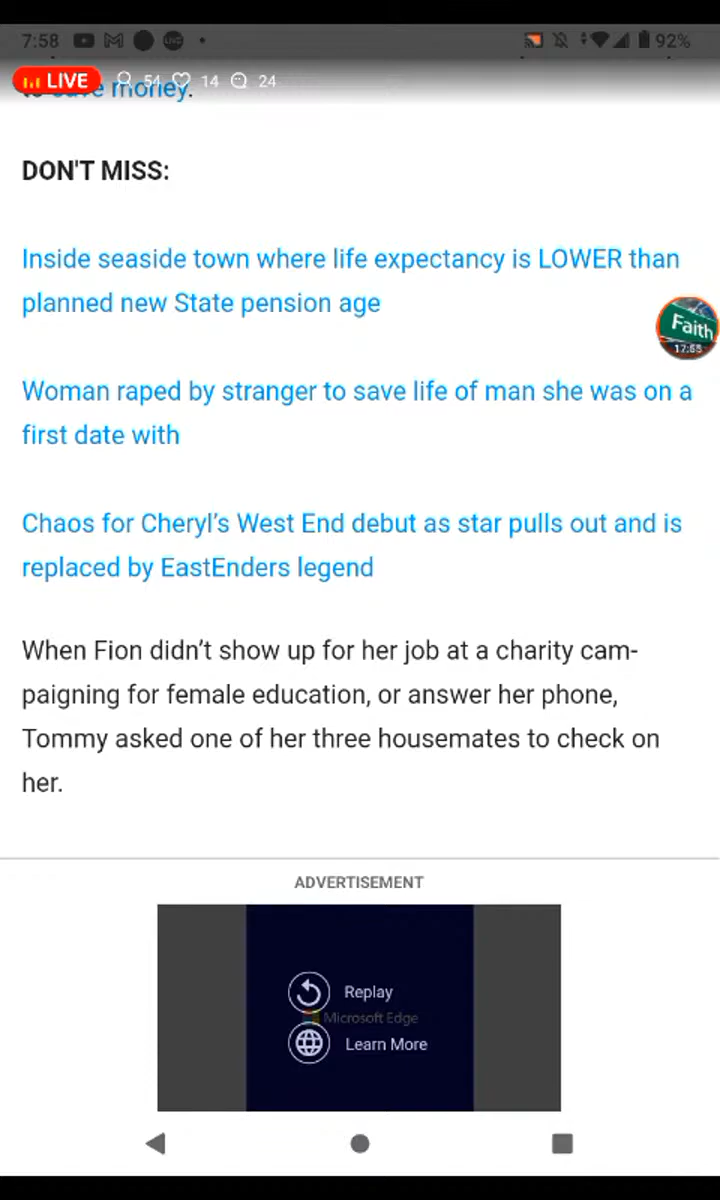 7:58
92%
LIVE 54 14 24
to save money.
DON'T MISS:
Inside seaside town where life expectancy is LOWER than
planned new State pension age
Faith
17:55
Woman raped by stranger to save life of man she was on a
first date with
Chaos for Cheryl’s West End debut as star pulls out and is
replaced by EastEnders legend
When Fion didn’t show up for her job at a charity cam-
paigning for female education, or answer her phone,
Tommy asked one of her three housemates to check on
her.
ADVERTISEMENT
Replay
Microsoft Edge
Learn More